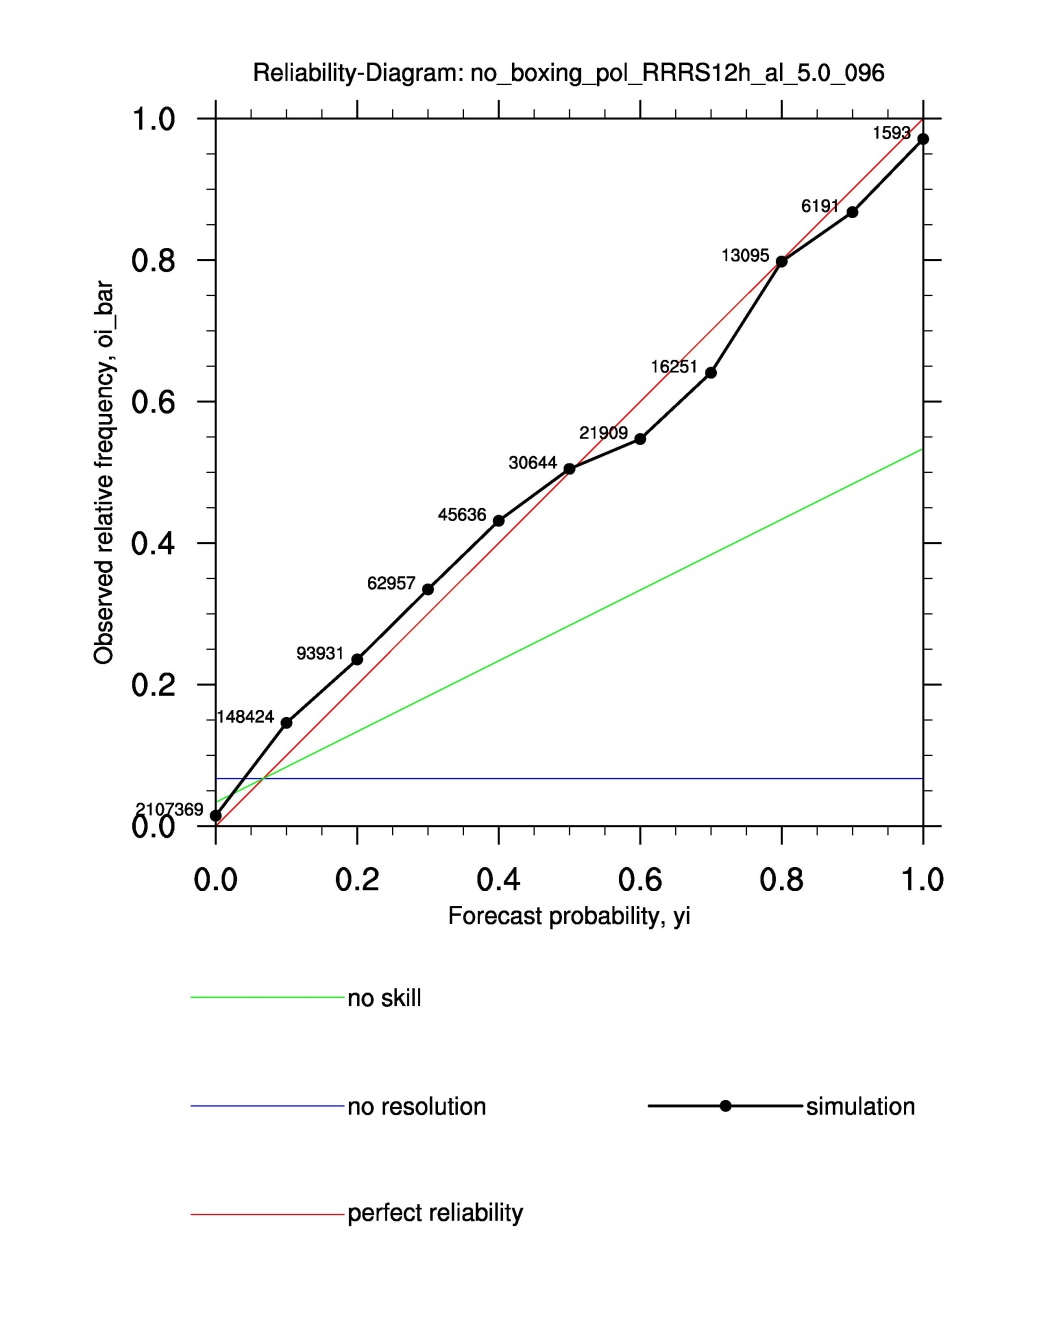 Reliability-Diagram: no_boxing_pol_RRRS12h_al_5.0_096
1.0
1593
6191
0.8
13095
16251
0.6
21909
30644
45636
0.4
62957
93931
0.2
148424
2107369
0.0
Observed relative frequency, oi_bar
0.0 0.2 0.4 0.6 0.8 1.0
Forecast probability, yi
no skill
no resolution
simulation
perfect reliability